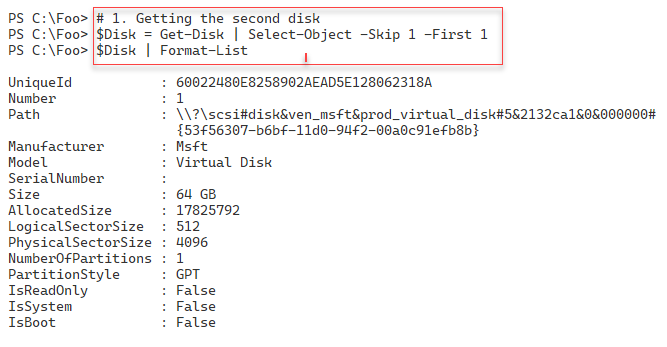 PS C:\Foo> # 1. Getting the second disk
PS C:\Foo> $Disk = Get-Disk | Select-Object -Skip 1 -First 1
PS C:\Foo> $Disk | Format-List
UniqueId : 60022480E8258902AEAD5E128062318A
Number : 1
Path : \\?\scsi#disk&ven_msft&prod_virtual_disk#5&2132ca1&0&000000#
{53f56307-b6bf-11d0-94f2-00a0c91efb8b}
Manufacturer : Msft
Model : Virtual Disk
SerialNumber :
Size : 64 GB
AllocatedSize : 17825792
LogicalSectorSize : 512
PhysicalSectorSize : 4096
NumberOfPartitions : 1
PartitionStyle : GPT
IsReadOnly : False
IsSystem : False
IsBoot : False